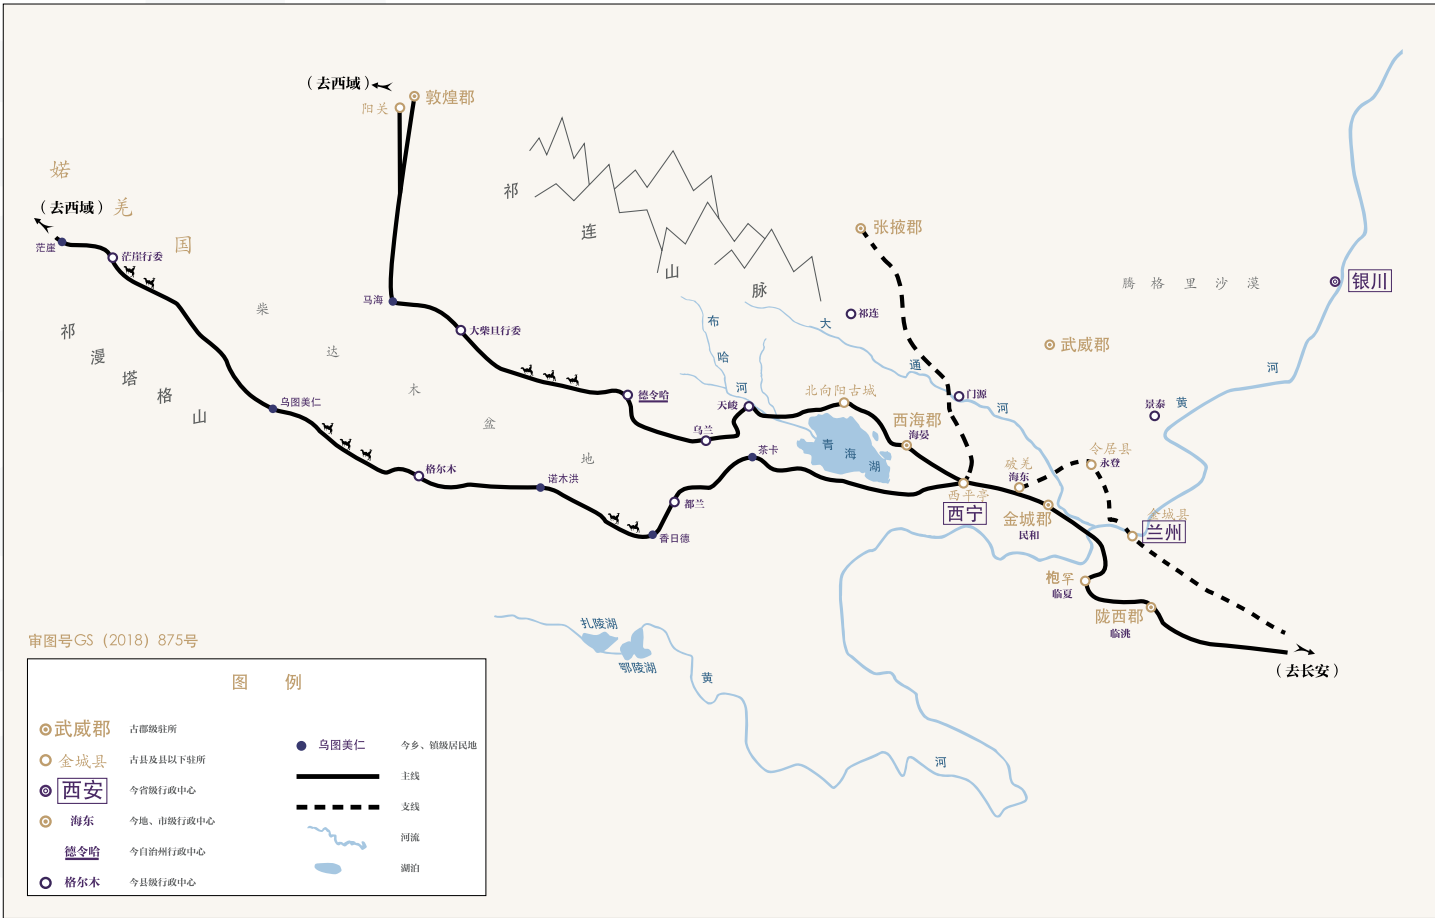 （去西域）
敦煌郡
阳关
婼
羌
国
（去西域）
茫崖
茫崖行委
祁
连
山
脉
张掖郡
腾格里沙漠
银川
柴
达
木
盆
地
祁
漫
塔
格
山
马海
大柴旦行委
布
哈
河
大
通
河
祁连
武威郡
河
黄
德令哈
天峻
北向阳古城
门源
景泰
乌图美仁
乌兰
西海郡
海晏
青
海
湖
茶卡
破羌
海东
令居县
永登
格尔木
诺木洪
都兰
香日德
西平亭
西宁
金城郡
民和
金城县
兰州
枹罕
临夏
陇西郡
临洮
（去长安）
扎陵湖
鄂陵湖
黄
河
审图号GS（2018）875号
图 例
武威郡 古郡级驻所
金城县 古县及县以下驻所
西安 今省级行政中心
海东 今地、市级行政中心
德令哈 今自治州行政中心
格尔木 今县级行政中心
乌图美仁 今乡、镇级居民地
主线
支线
河流
湖泊